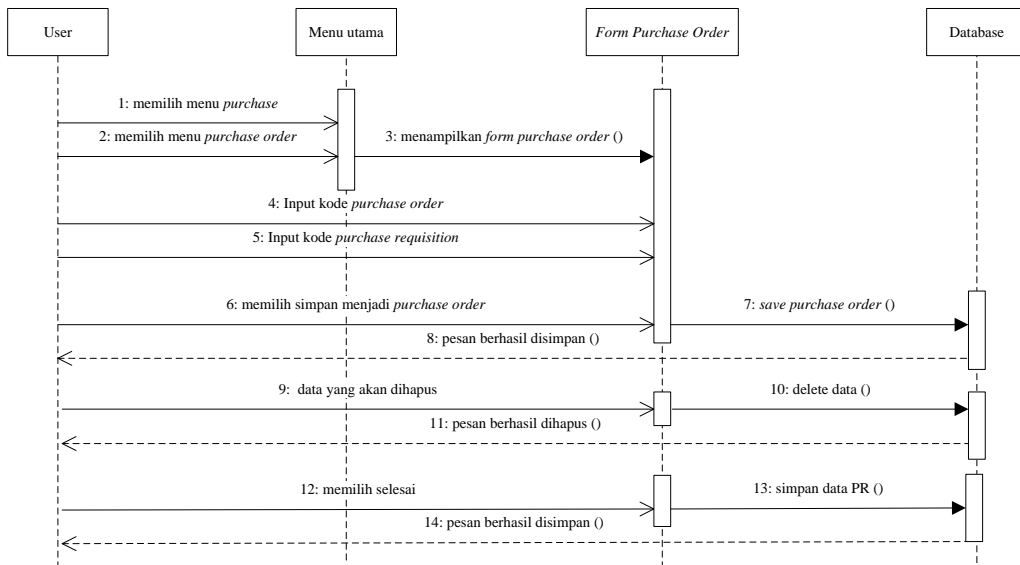 User
Menu utama
Form Purchase Order
Database
1: memilih menu purchase
2: memilih menu purchase order
3: menampilkan form purchase order ()
4: Input kode purchase order
5: Input kode purchase requisition
6: memilih simpan menjadi purchase order
7: save purchase order ()
8: pesan berhasil disimpan ()
9:  data yang akan dihapus
10: delete data ()
11: pesan berhasil dihapus ()
12: memilih selesai
13: simpan data PR ()
14: pesan berhasil disimpan ()